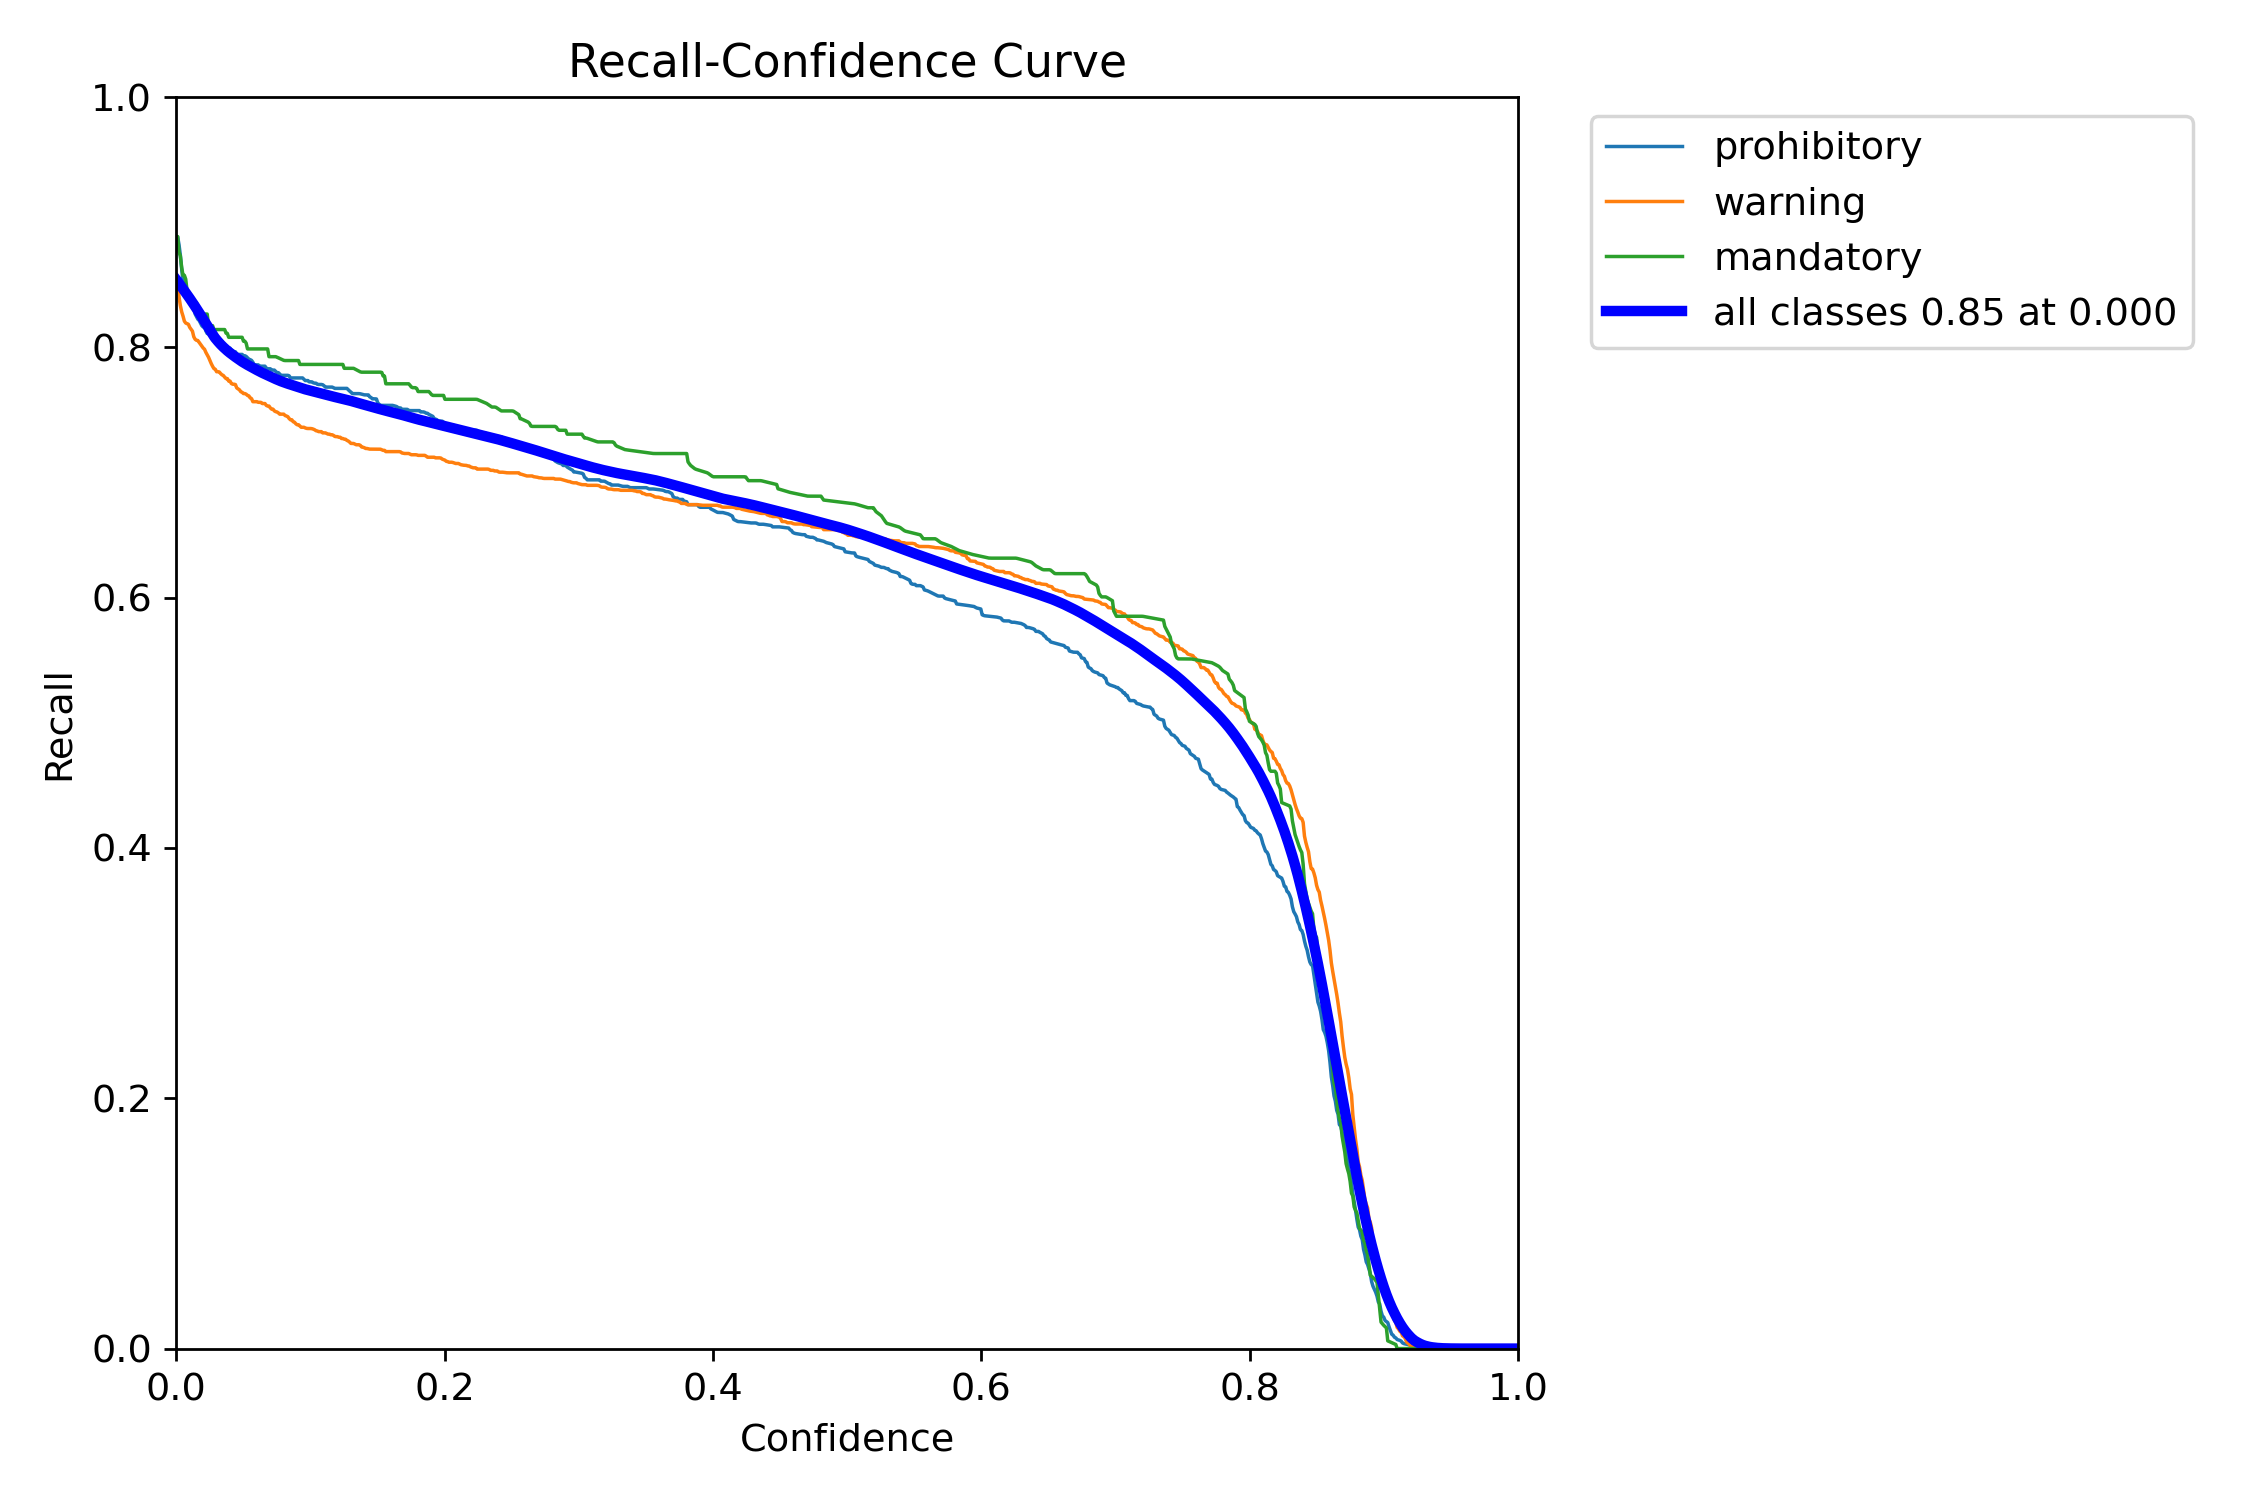 Recall-Confidence Curve
1.0
0.8
0.6
0.4
0.2
0.0
Recall
0.0 0.2 0.4 0.6 0.8 1.0
Confidence
prohibitory
warning
mandatory
all classes 0.85 at 0.000